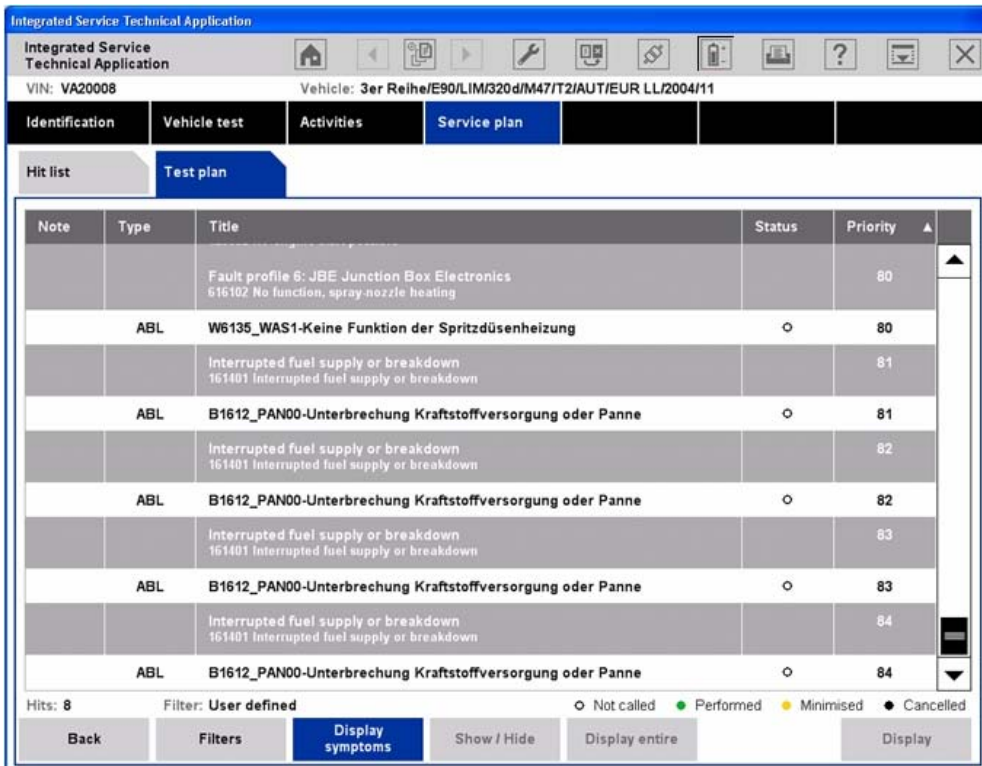 Integrated Service Technical Application
Integrated Service
Technical Application
VIN: VA20008 Vehicle: 3er Reihe/E90/LIM/320d/M47/T2/AUT/EUR LL/2004/11
Identification Vehicle test Activities Service plan
Hit list Test plan
Note Type Title Status Priority
Fault profile 6: JBE Junction Box Electronics 80
616102 No function, spray-nozzle heating
ABL W6135_WAS1-Keine Funktion der Spritzdüsenheizung 80
Interrupted fuel supply or breakdown 81
161401 Interrupted fuel supply or breakdown
ABL B1612_PAN00-Unterbrechung Kraftstoffversorgung oder Panne 81
Interrupted fuel supply or breakdown 82
161401 Interrupted fuel supply or breakdown
ABL B1612_PAN00-Unterbrechung Kraftstoffversorgung oder Panne 82
Interrupted fuel supply or breakdown 83
161401 Interrupted fuel supply or breakdown
ABL B1612_PAN00-Unterbrechung Kraftstoffversorgung oder Panne 83
Interrupted fuel supply or breakdown 84
161401 Interrupted fuel supply or breakdown
ABL B1612_PAN00-Unterbrechung Kraftstoffversorgung oder Panne 84
Hits: 8 Filter: User defined Not called Performed Minimised Cancelled
Back Filters Display symptoms Show / Hide Display entire Display